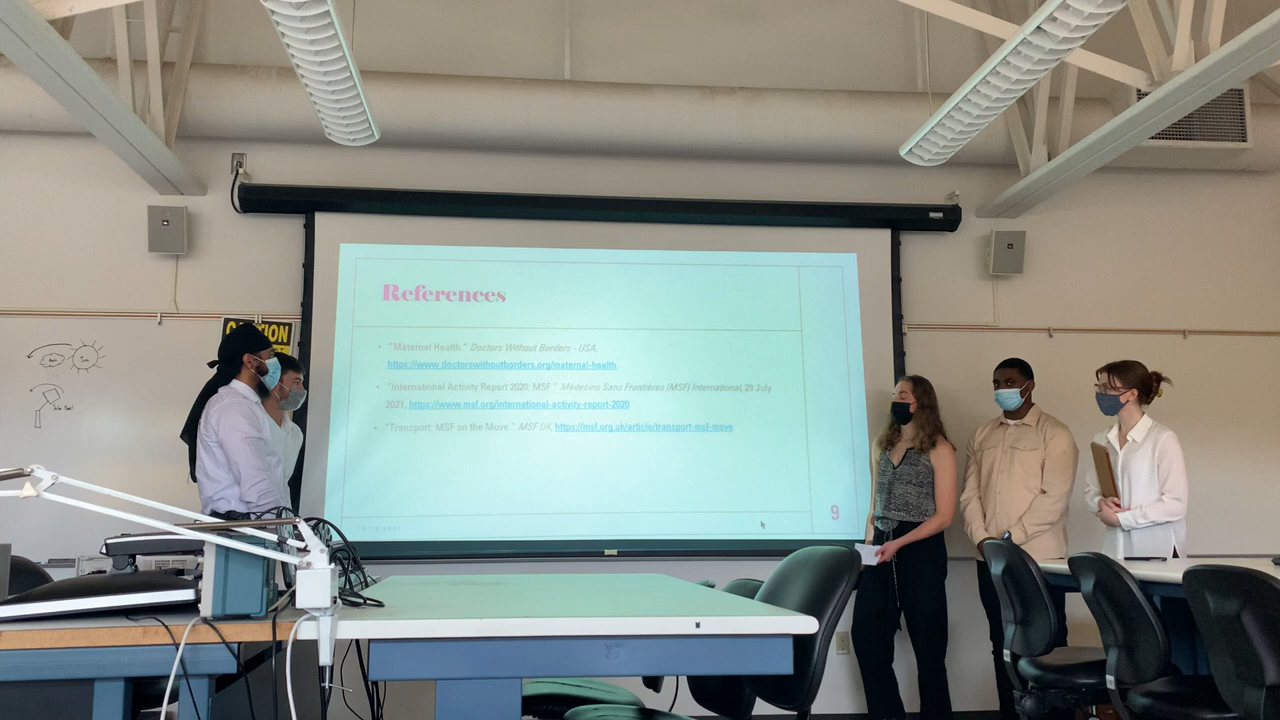 References
"Maternal Health." Doctors Without Borders - USA,
https://www.doctorswithoutborders.org/maternal-health.
"International Activity Report 2020: MSF." Médecins Sans Frontières (MSF) International, 29 July
2021, https://www.msf.org/international-activity-report-2020
"Transport: MSF on the Move." MSF UK, https://msf.org.uk/article/transport-msf-move.
9